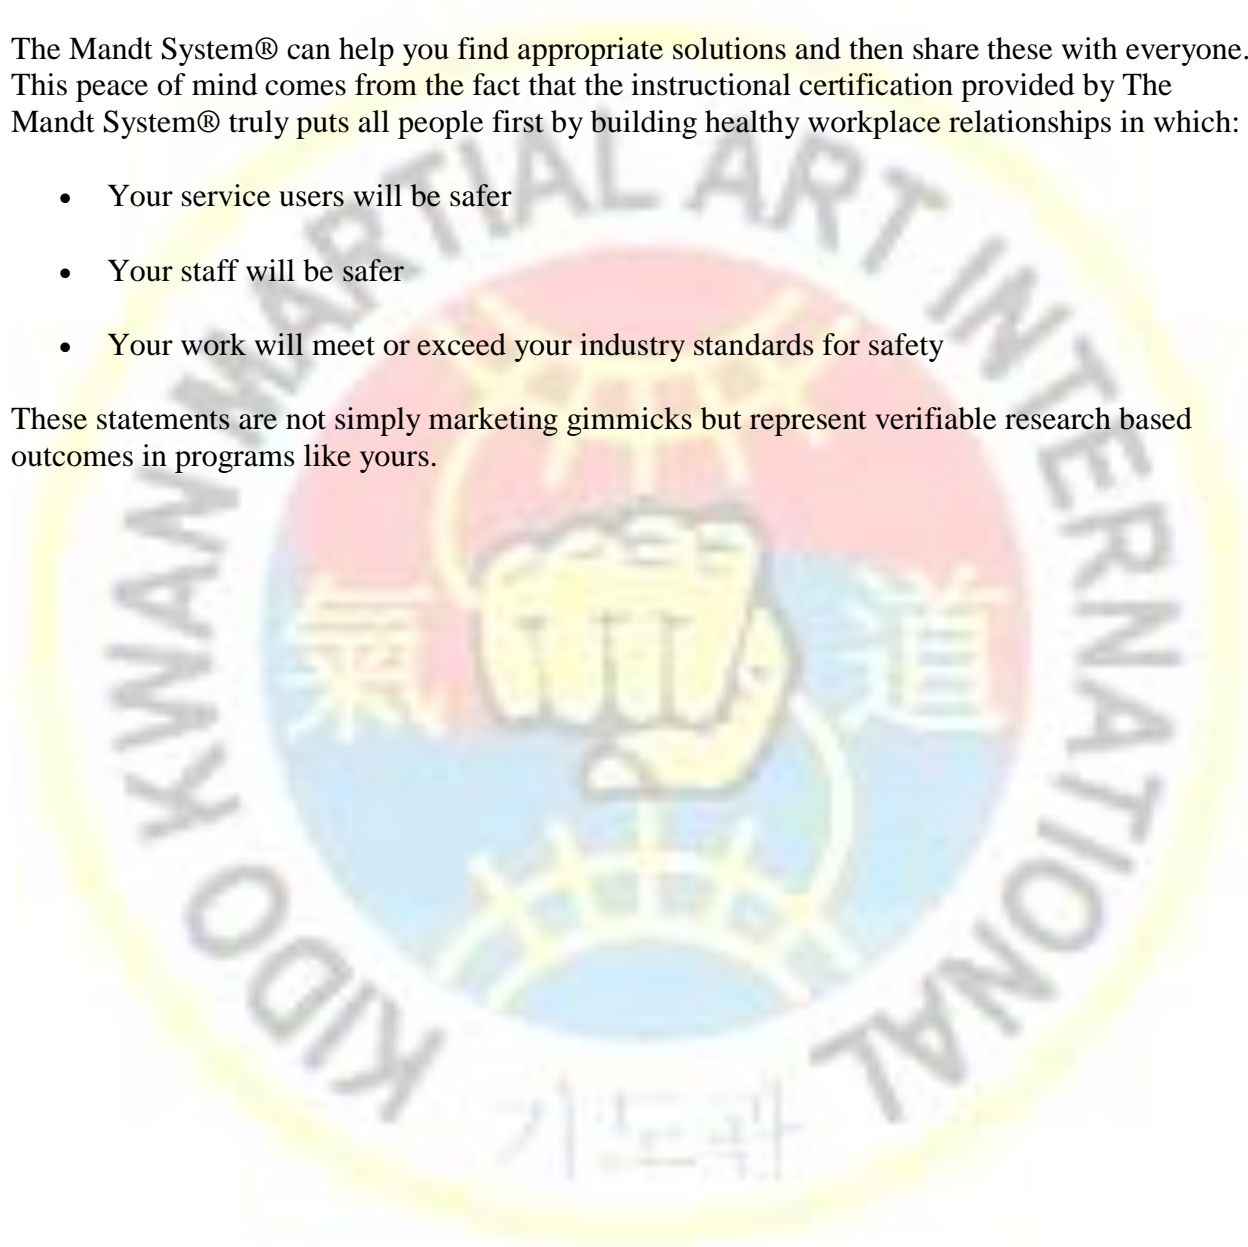 The Mandt System® can help you find appropriate solutions and then share these with everyone.
This peace of mind comes from the fact that the instructional certification provided by The
Mandt System® truly puts all people first by building healthy workplace relationships in which:
• Your service users will be safer
• Your staff will be safer
• Your work will meet or exceed your industry standards for safety
These statements are not simply marketing gimmicks but represent verifiable research based
outcomes in programs like yours.
KIDO KWAN MARTIAL ART INTERNATIONAL
氣 道
기도관